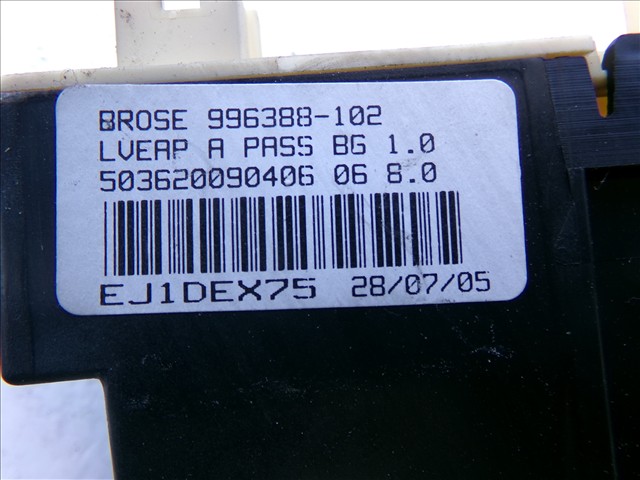 BROSE 996388-102
LVEAP A PASS BG 1.0
503620090406 06 8.0
EJ1DEX75 28/07/05